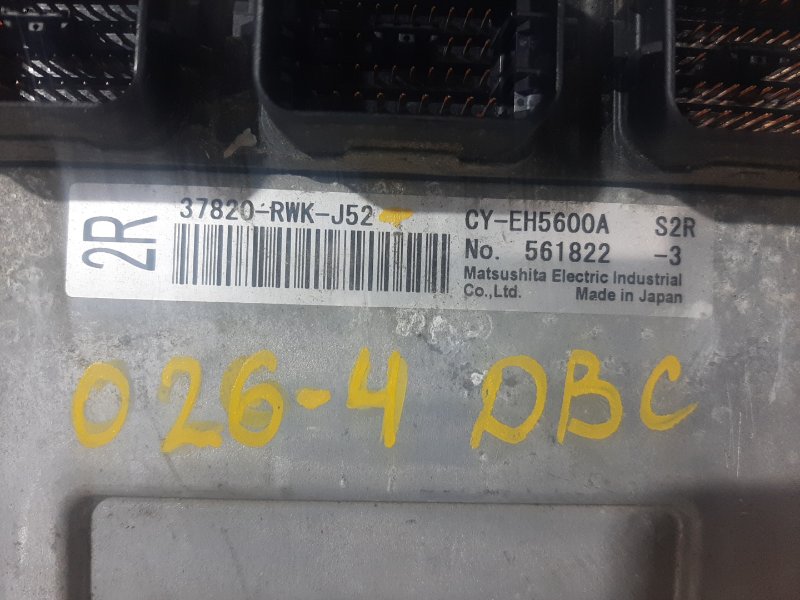 2R
37820-RWK-J52
CY-EH5600A S2R
No. 561822 -3
Matsushita Electric Industrial
Co.,Ltd. Made in Japan
026-4 DBC